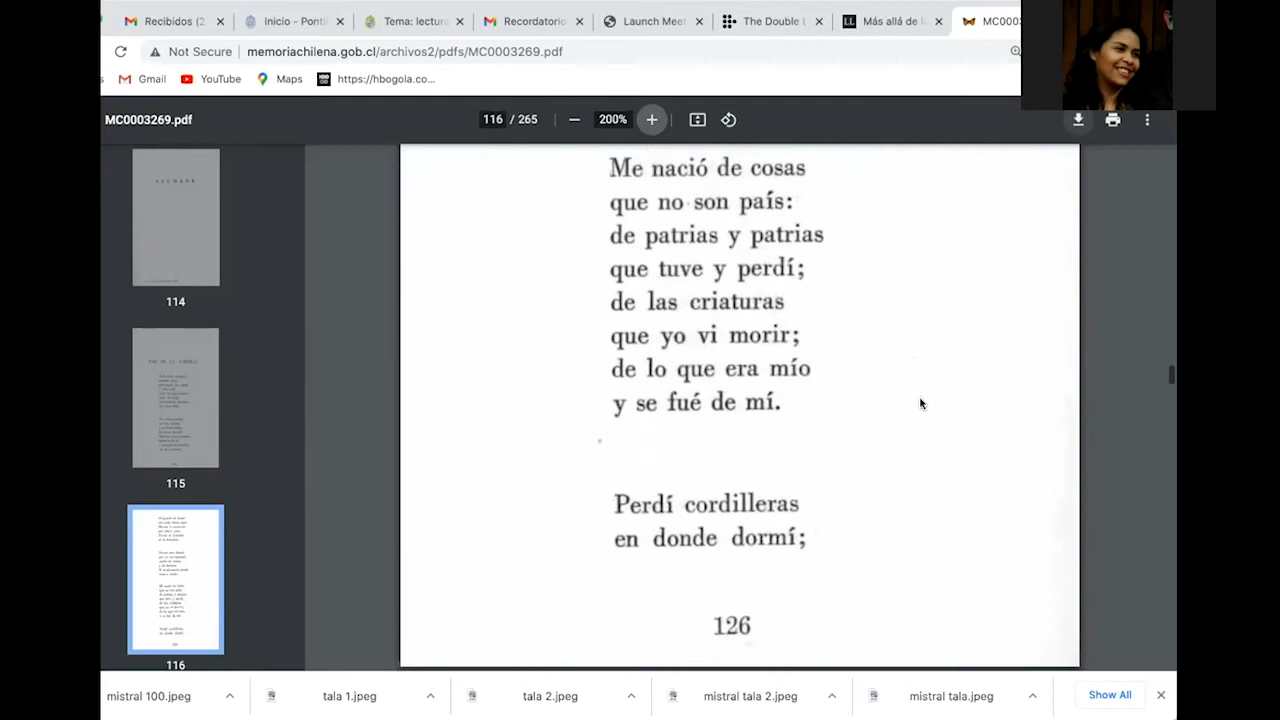 Recibidos (2
Inicio - Ponti
Tema: lectur
Recordatorio
Launch Meet
The Double L
Más allá de la
MC0003
Not Secure
memoriachilena.gob.cl/archivos2/pdfs/MC0003269.pdf
s
Gmail
YouTube
Maps
https://hbogola.co...
MC0003269.pdf
116 / 265
200%
SAUDADE
114
115
116
Me nació de cosas
que no son país:
de patrias y patrias
que tuve y perdí;
de las criaturas
que yo vi morir;
de lo que era mío
y se fué de mí.
Perdí cordilleras
en donde dormí;
126
mistral 100.jpeg
tala 1.jpeg
tala 2.jpeg
mistral tala 2.jpeg
mistral tala.jpeg
Show All